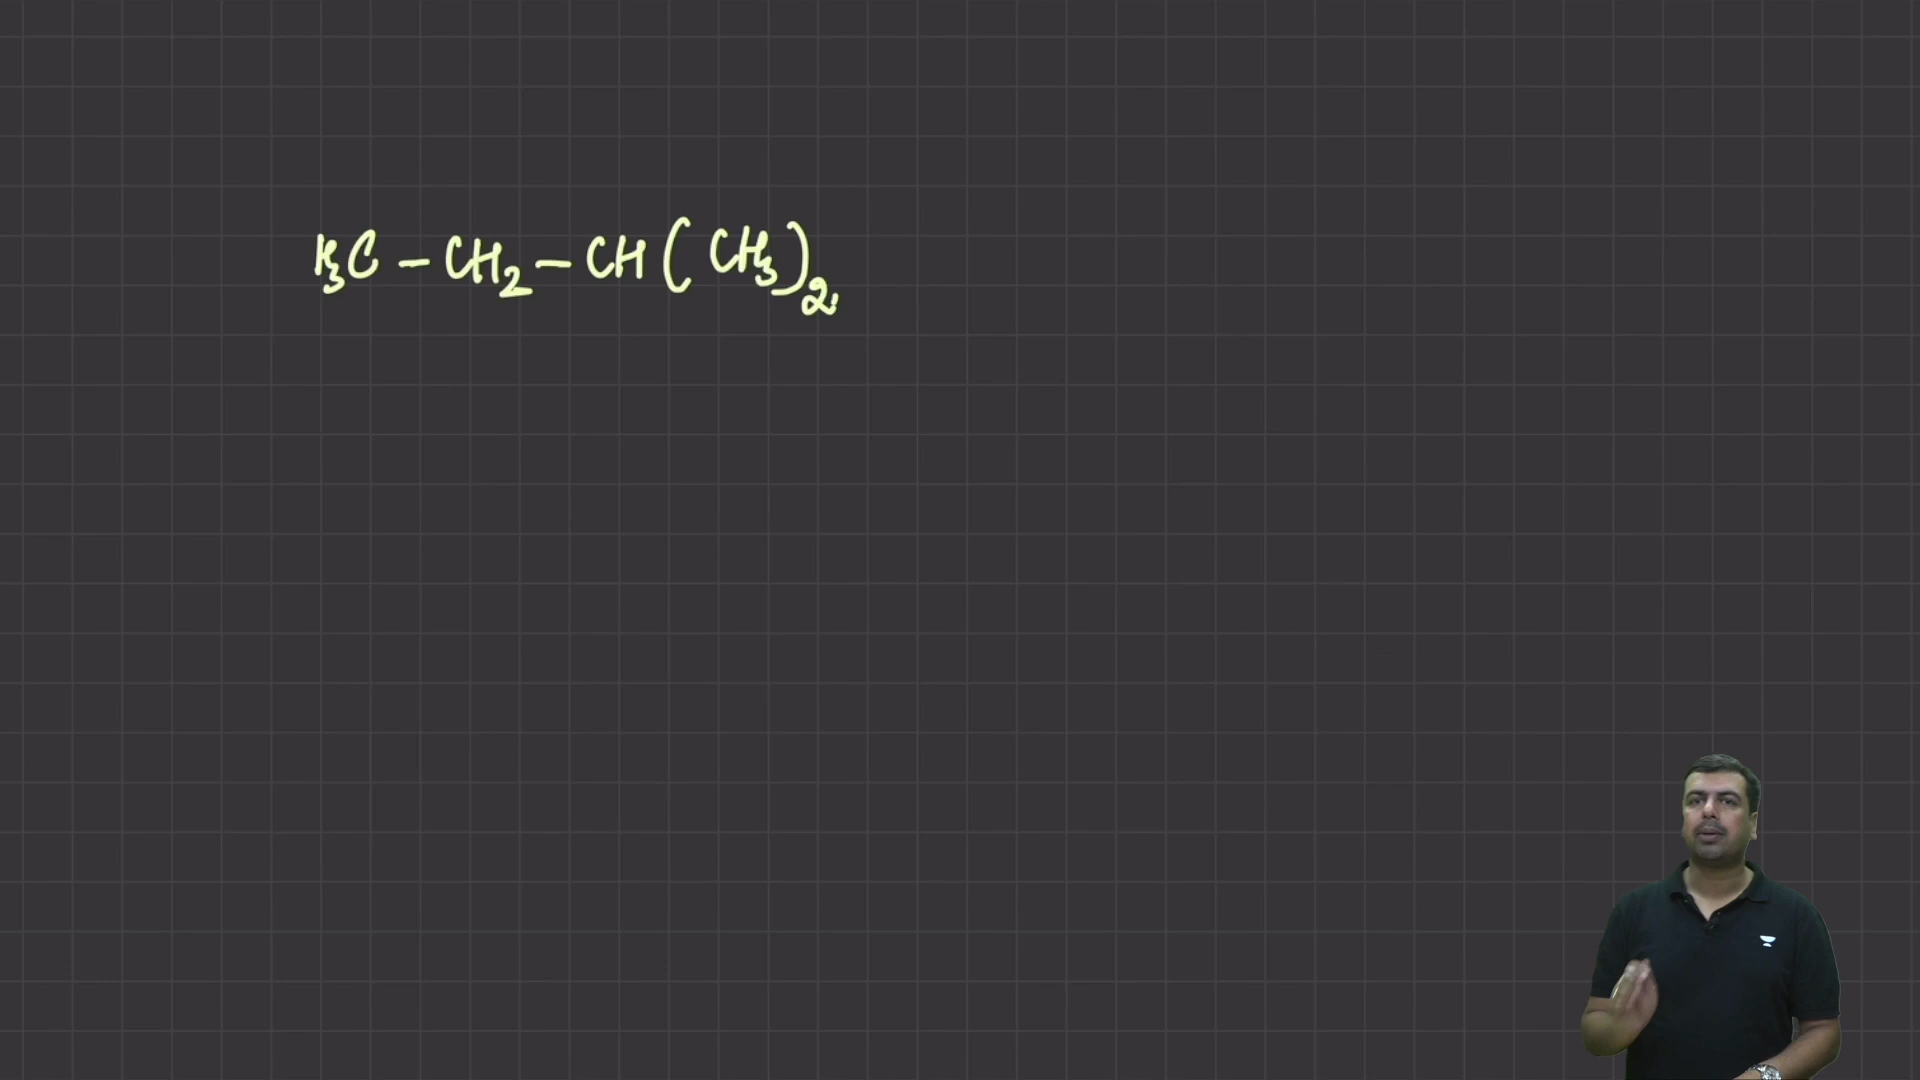 H₃C – CH₂ – CH(CH₃)₂,